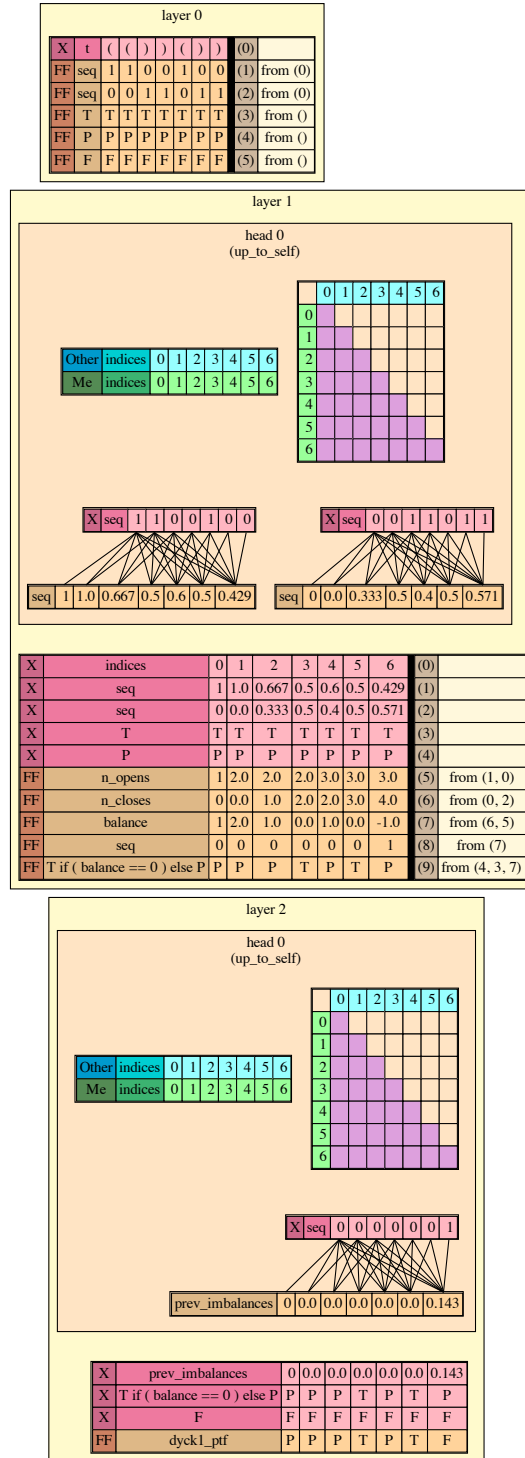 layer 0
X t ( ( ) ) ( ) ) (0)
FF seq 1 1 0 0 1 0 0 (1) from (0)
FF seq 0 0 1 1 0 1 1 (2) from (0)
FF T T T T T T T T (3) from ()
FF P P P P P P P P (4) from ()
FF F F F F F F F F (5) from ()
layer 1
head 0
(up_to_self)
0 1 2 3 4 5 6
0
1
2
3
4
5
6
Other indices 0 1 2 3 4 5 6
Me indices 0 1 2 3 4 5 6
X seq 1 1 0 0 1 0 0
seq 1 1.0 0.667 0.5 0.6 0.5 0.429
X seq 0 0 1 1 0 1 1
seq 0 0.0 0.333 0.5 0.4 0.5 0.571
X indices 0 1 2 3 4 5 6 (0)
X seq 1 1.0 0.667 0.5 0.6 0.5 0.429 (1)
X seq 0 0.0 0.333 0.5 0.4 0.5 0.571 (2)
X T T T T T T T T (3)
X P P P P P P P P (4)
FF n_opens 1 2.0 2.0 2.0 3.0 3.0 3.0 (5) from (1, 0)
FF n_closes 0 0.0 1.0 2.0 2.0 3.0 4.0 (6) from (0, 2)
FF balance 1 2.0 1.0 0.0 1.0 0.0 -1.0 (7) from (6, 5)
FF seq 0 0 0 0 0 0 1 (8) from (7)
FF T if ( balance == 0 ) else P P P P T P T P (9) from (4, 3, 7)
layer 2
head 0
(up_to_self)
0 1 2 3 4 5 6
0
1
2
3
4
5
6
Other indices 0 1 2 3 4 5 6
Me indices 0 1 2 3 4 5 6
X seq 0 0 0 0 0 0 1
prev_imbalances 0 0.0 0.0 0.0 0.0 0.0 0.143
X prev_imbalances 0 0.0 0.0 0.0 0.0 0.0 0.143
X T if ( balance == 0 ) else P P P P T P T P
X F F F F F F F F
FF dyck1_ptf P P P T P T F